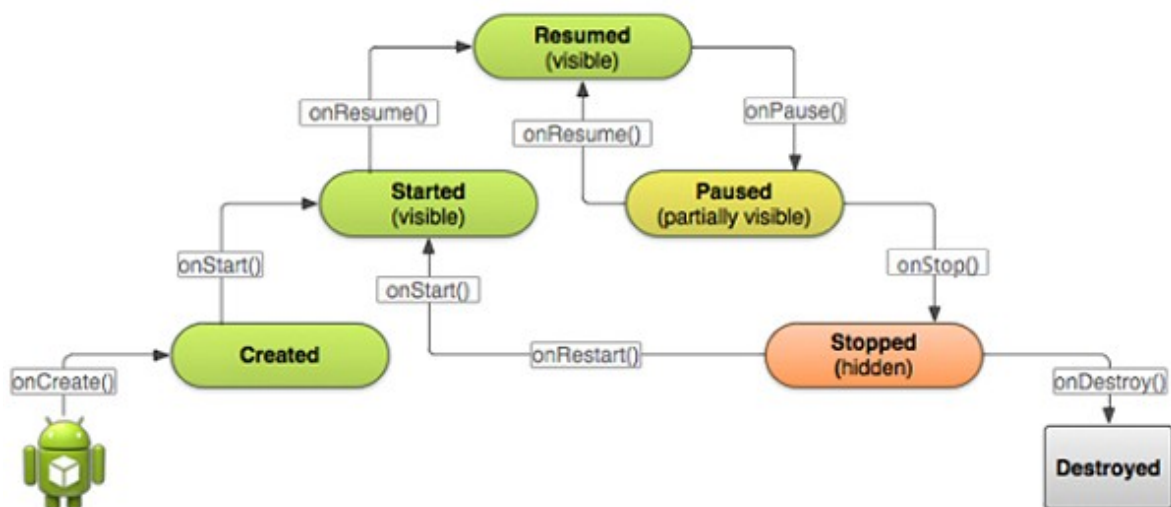 Resumed
(visible)
onResume()
onResume()
onPause()
Started
(visible)
Paused
(partially visible)
onStart()
onStart()
onStop()
Created
onRestart()
Stopped
(hidden)
onCreate()
onDestroy()
Destroyed